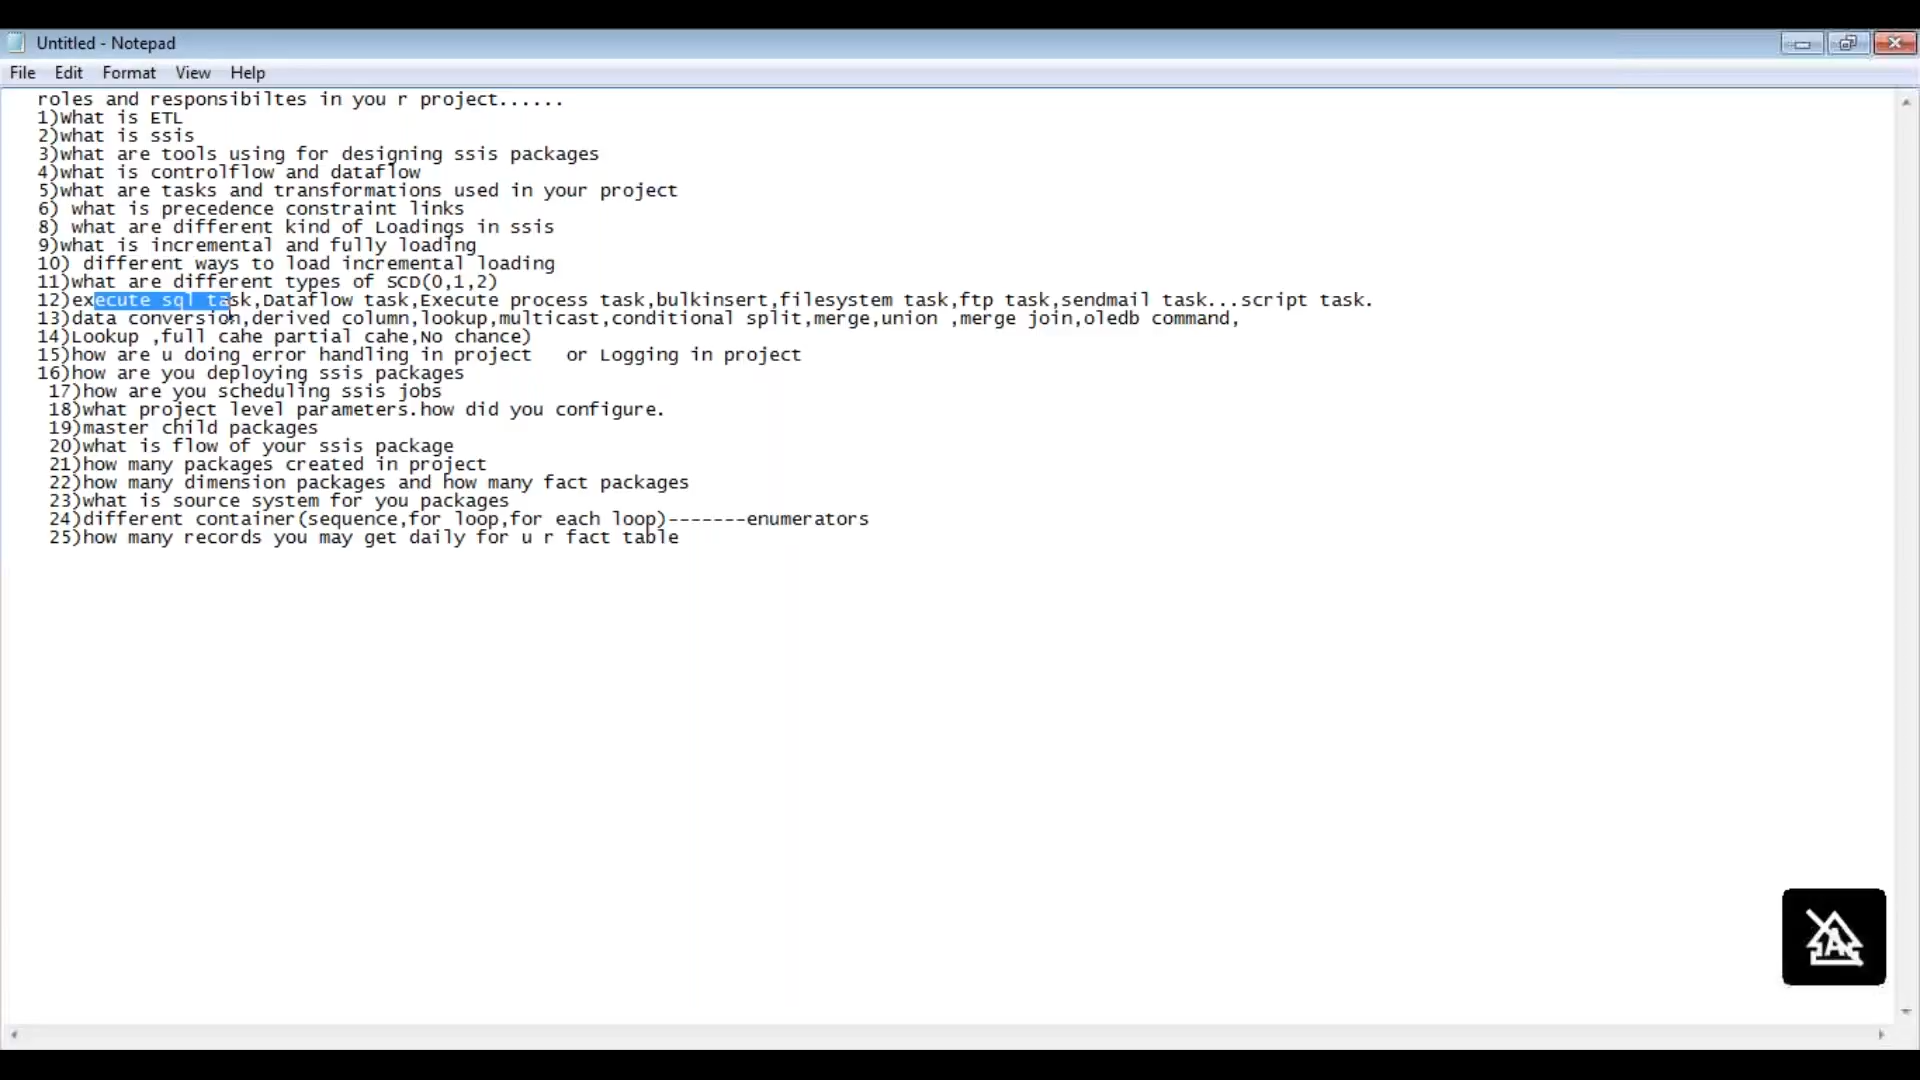 Untitled - Notepad
File Edit Format View Help
roles and responsibiltes in you r project......
1)what is ETL
2)what is ssis
3)what are tools using for designing ssis packages
4)what is controlflow and dataflow
5)what are tasks and transformations used in your project
6) what is precedence constraint links
8) what are different kind of Loadings in ssis
9)what is incremental and fully loading
10) different ways to load incremental loading
11)what are different types of SCD(0,1,2)
12)execute sql task,Dataflow task,Execute process task,bulkinsert,filesystem task,ftp task,sendmail task...script task.
13)data conversion,derived column,lookup,multicast,conditional split,merge,union ,merge join,oledb command,
14)Lookup ,full cahe partial cahe,No chance)
15)how are u doing error handling in project   or Logging in project
16)how are you deploying ssis packages
17)how are you scheduling ssis jobs
18)what project level parameters.how did you configure.
19)master child packages
20)what is flow of your ssis package
21)how many packages created in project
22)how many dimension packages and how many fact packages
23)what is source system for you packages
24)different container(sequence,for loop,for each loop)-------enumerators
25)how many records you may get daily for u r fact table
A